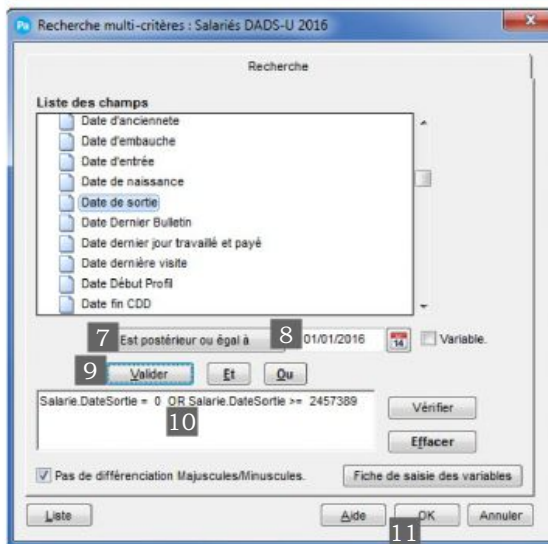 Pa Recherche multi-critères : Salariés DADS-U 2016
Recherche
Liste des champs
Date d'anciennete
Date d'embauche
Date d'entrée
Date de naissance
Date de sortie
Date Dernier Bulletin
Date dernier jour travaillé et payé
Date dernière visite
Date Début Profil
Date fin CDD
7 Est postérieur ou égal à 8 01/01/2016 14 Variable.
9 Valider Et Ou
Salarie.DateSortie = 0 OR Salarie.DateSortie >= 2457389
10
Vérifier
Effacer
Pas de différenciation Majuscules/Minuscules. Fiche de saisie des variables
Liste Aide OK Annuler
11